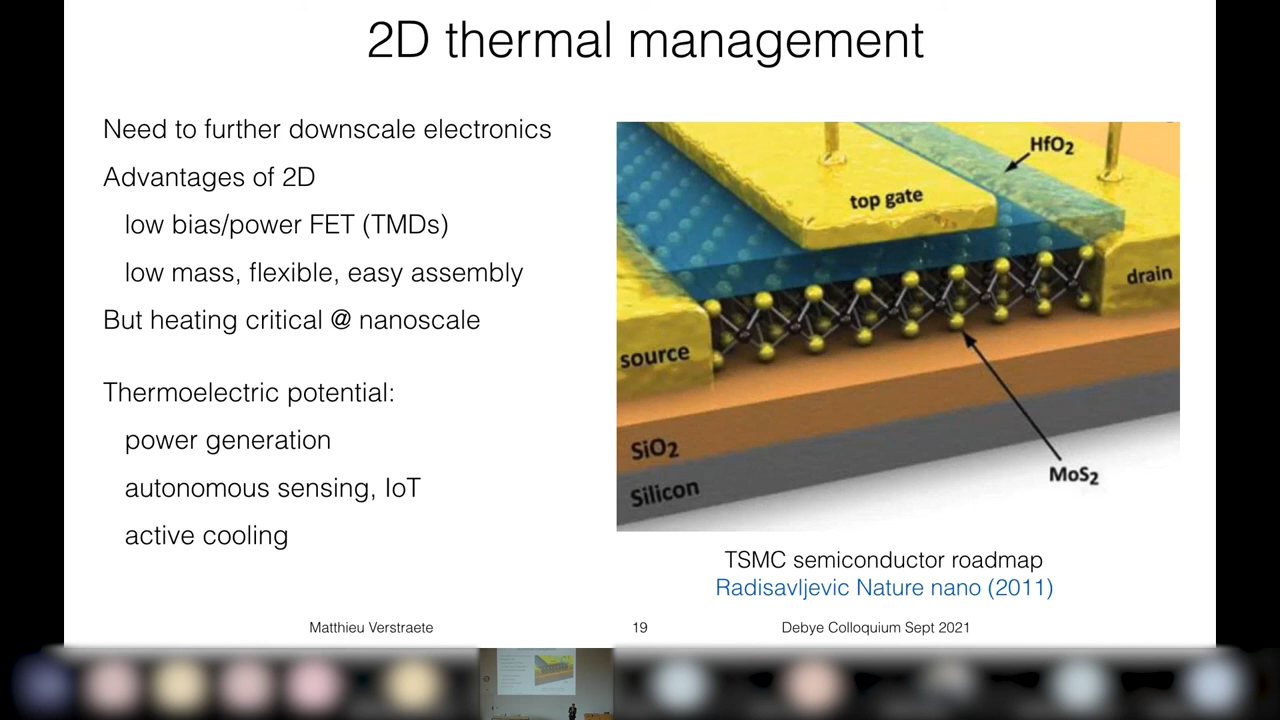 2D thermal management
Need to further downscale electronics
Advantages of 2D
low bias/power FET (TMDs)
low mass, flexible, easy assembly
But heating critical @ nanoscale
Thermoelectric potential:
power generation
autonomous sensing, IoT
active cooling
HfO2
top gate
drain
source
SiO2
MoS2
Silicon
TSMC semiconductor roadmap
Radisavljevic Nature nano (2011)
Matthieu Verstraete
19
Debye Colloquium Sept 2021